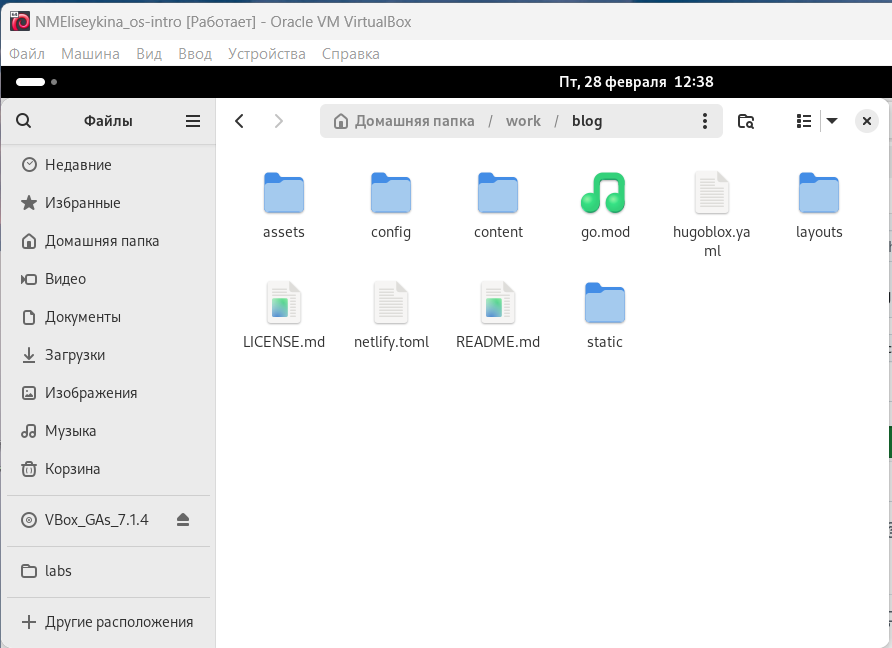 NMEliseykina_os-intro [Работает] - Oracle VM VirtualBox
Файл Машина Вид Ввод Устройства Справка
Пт, 28 февраля 12:38
Файлы
Домашняя папка / work / blog
Недавние
Избранные
Домашняя папка
Видео
Документы
Загрузки
Изображения
Музыка
Корзина
VBox_GAs_7.1.4
labs
Другие расположения
assets
config
content
go.mod
hugoblox.ya
ml
layouts
LICENSE.md
netlify.toml
README.md
static